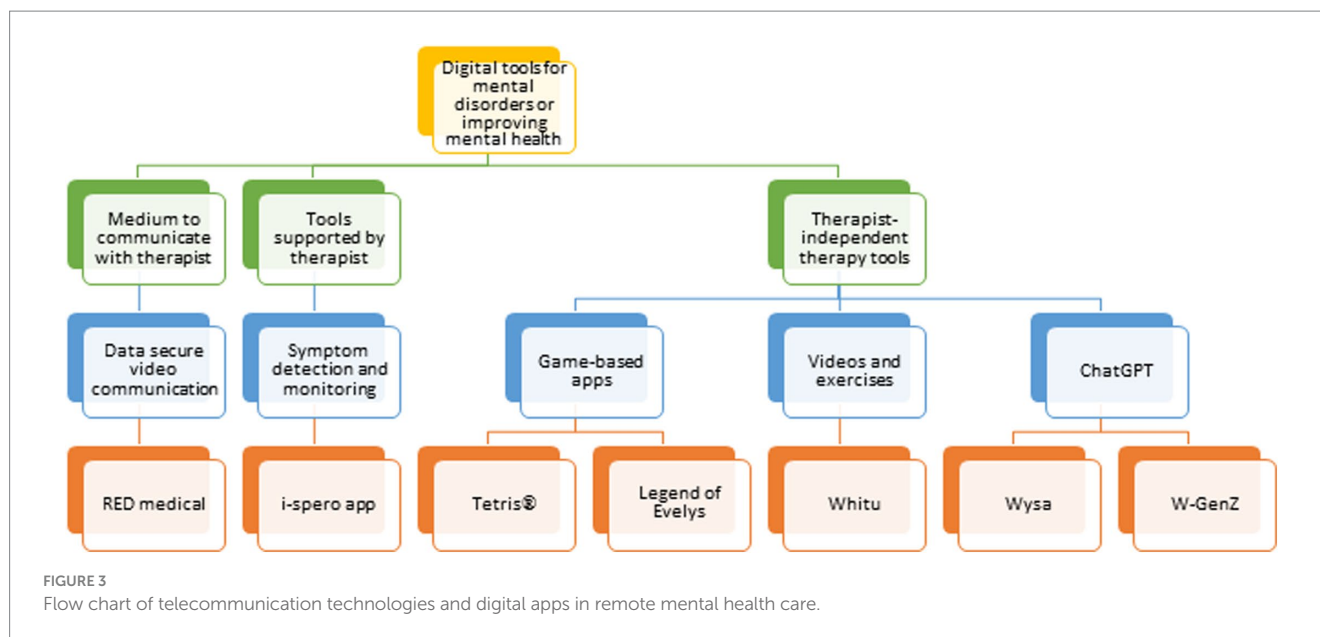 Digital tools for
mental
disorders or
improving
mental health
Medium to
communicate
with therapist
Tools
supported by
therapist
Therapist-
independent
therapy tools
Data secure
video
communication
Symptom
detection and
monitoring
Game-based
apps
Videos and
exercises
ChatGPT
RED medical
i-spero app
Tetris®
Legend of
Evelys
Whitu
Wysa
W-GenZ
FIGURE 3
Flow chart of telecommunication technologies and digital apps in remote mental health care.